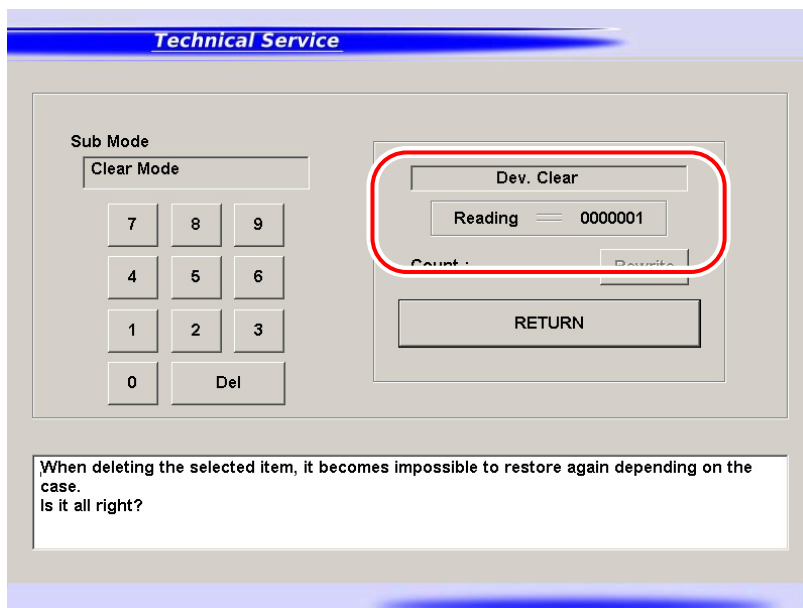 Technical Service
Sub Mode
Clear Mode
7 8 9
4 5 6
1 2 3
0 Del
Dev. Clear
Reading 0000001
Count : Rewrite
RETURN
When deleting the selected item, it becomes impossible to restore again depending on the
case.
Is it all right?